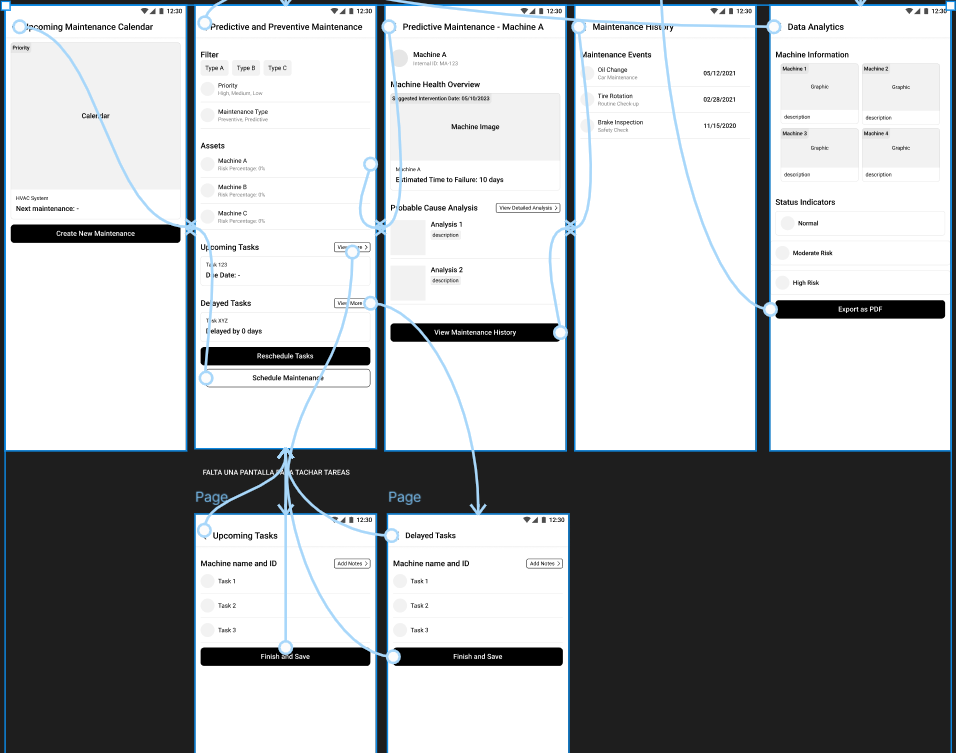 12:30
Upcoming Maintenance Calendar
Priority
Calendar
HVAC System
Next maintenance: -
Create New Maintenance
12:30
Predictive and Preventive Maintenance
Filter
Type A
Type B
Type C
Priority
High, Medium, Low
Maintenance Type
Preventive, Predictive
Assets
Machine A
Risk Percentage: 0%
Machine B
Risk Percentage: 0%
Machine C
Risk Percentage: 0%
Upcoming Tasks
View More >
Task 123
Due Date: -
Delayed Tasks
View More
Task XYZ
Delayed by 0 days
Reschedule Tasks
Schedule Maintenance
12:30
Predictive Maintenance - Machine A
Machine A
Internal ID: MA-123
Machine Health Overview
Suggested Intervention Date: 05/10/2023
Machine Image
Machine A
Estimated Time to Failure: 10 days
Probable Cause Analysis
View Detailed Analysis >
Analysis 1
description
Analysis 2
description
View Maintenance History
12:30
Maintenance History
Maintenance Events
Oil Change
Car Maintenance
05/12/2021
Tire Rotation
Routine Check-up
02/28/2021
Brake Inspection
Safety Check
11/15/2020
12:30
Data Analytics
Machine Information
Machine 1
Graphic
description
Machine 2
Graphic
description
Machine 3
Graphic
description
Machine 4
Graphic
description
Status Indicators
Normal
Moderate Risk
High Risk
Export as PDF
FALTA UNA PANTALLA PARA TACHAR TAREAS
Page
12:30
Upcoming Tasks
Machine name and ID
Add Notes >
Task 1
Task 2
Task 3
Finish and Save
Page
12:30
Delayed Tasks
Machine name and ID
Add Notes >
Task 1
Task 2
Task 3
Finish and Save